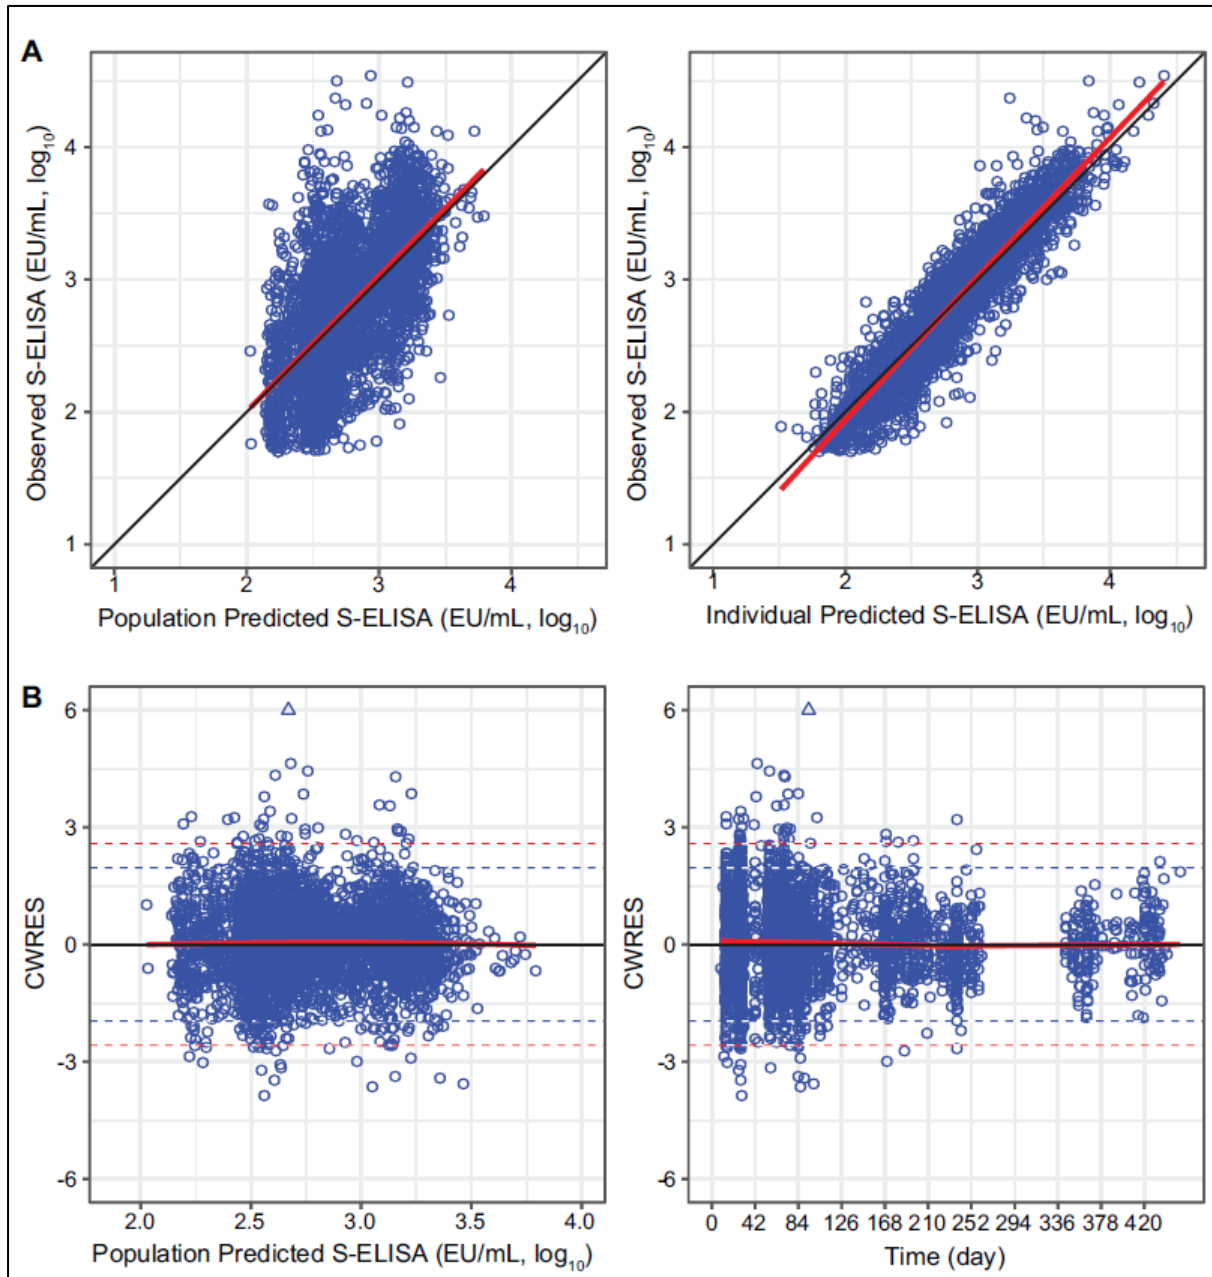 A
Observed S-ELISA (EU/mL, log₁₀)
4
3
2
1
1 2 3 4
Population Predicted S-ELISA (EU/mL, log₁₀)
Observed S-ELISA (EU/mL, log₁₀)
4
3
2
1
1 2 3 4
Individual Predicted S-ELISA (EU/mL, log₁₀)
B
CWRES
6
3
0
-3
-6
2.0 2.5 3.0 3.5 4.0
Population Predicted S-ELISA (EU/mL, log₁₀)
CWRES
6
3
0
-3
-6
0 42 84 126 168 210 252 294 336 378 420
Time (day)